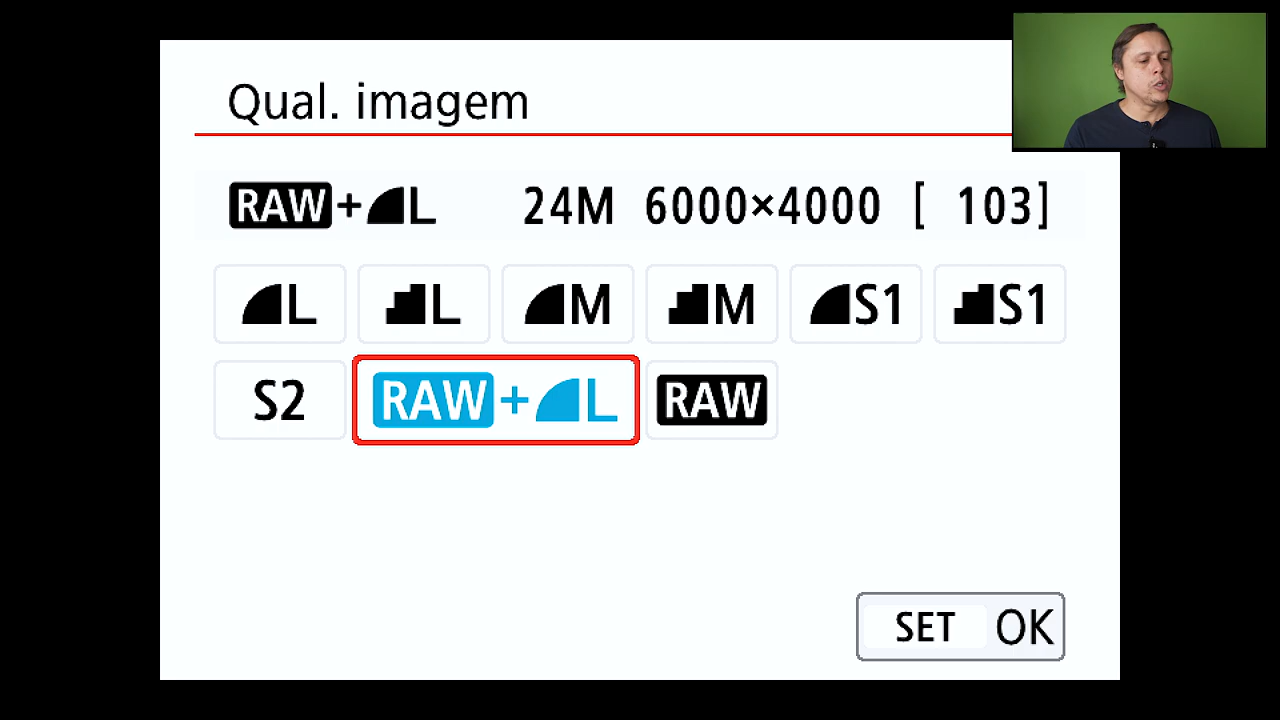 Qual. imagem
RAW+L 24M 6000×4000 [ 103]
L L M M S1 S1
S2 RAW+L RAW
SET OK